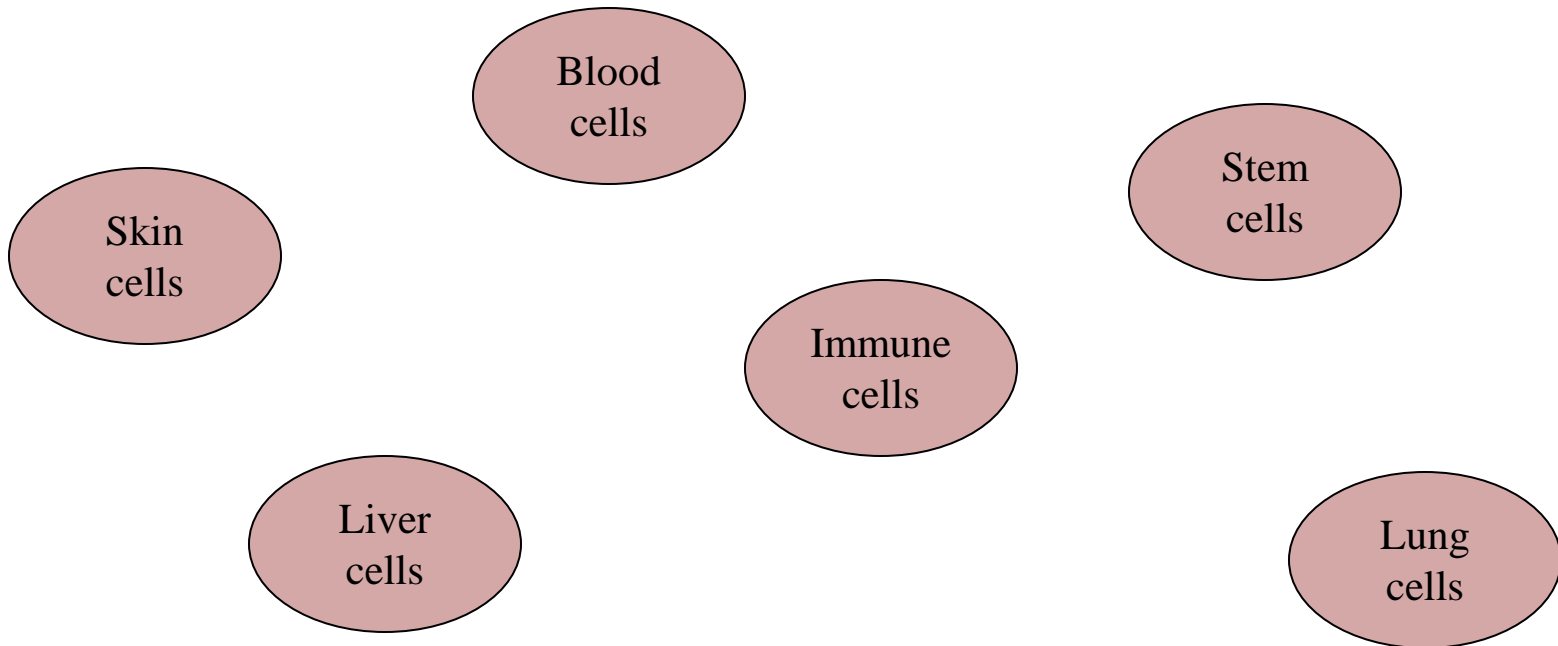 Blood
cells
Stem
cells
Skin
cells
Immune
cells
Liver
cells
Lung
cells